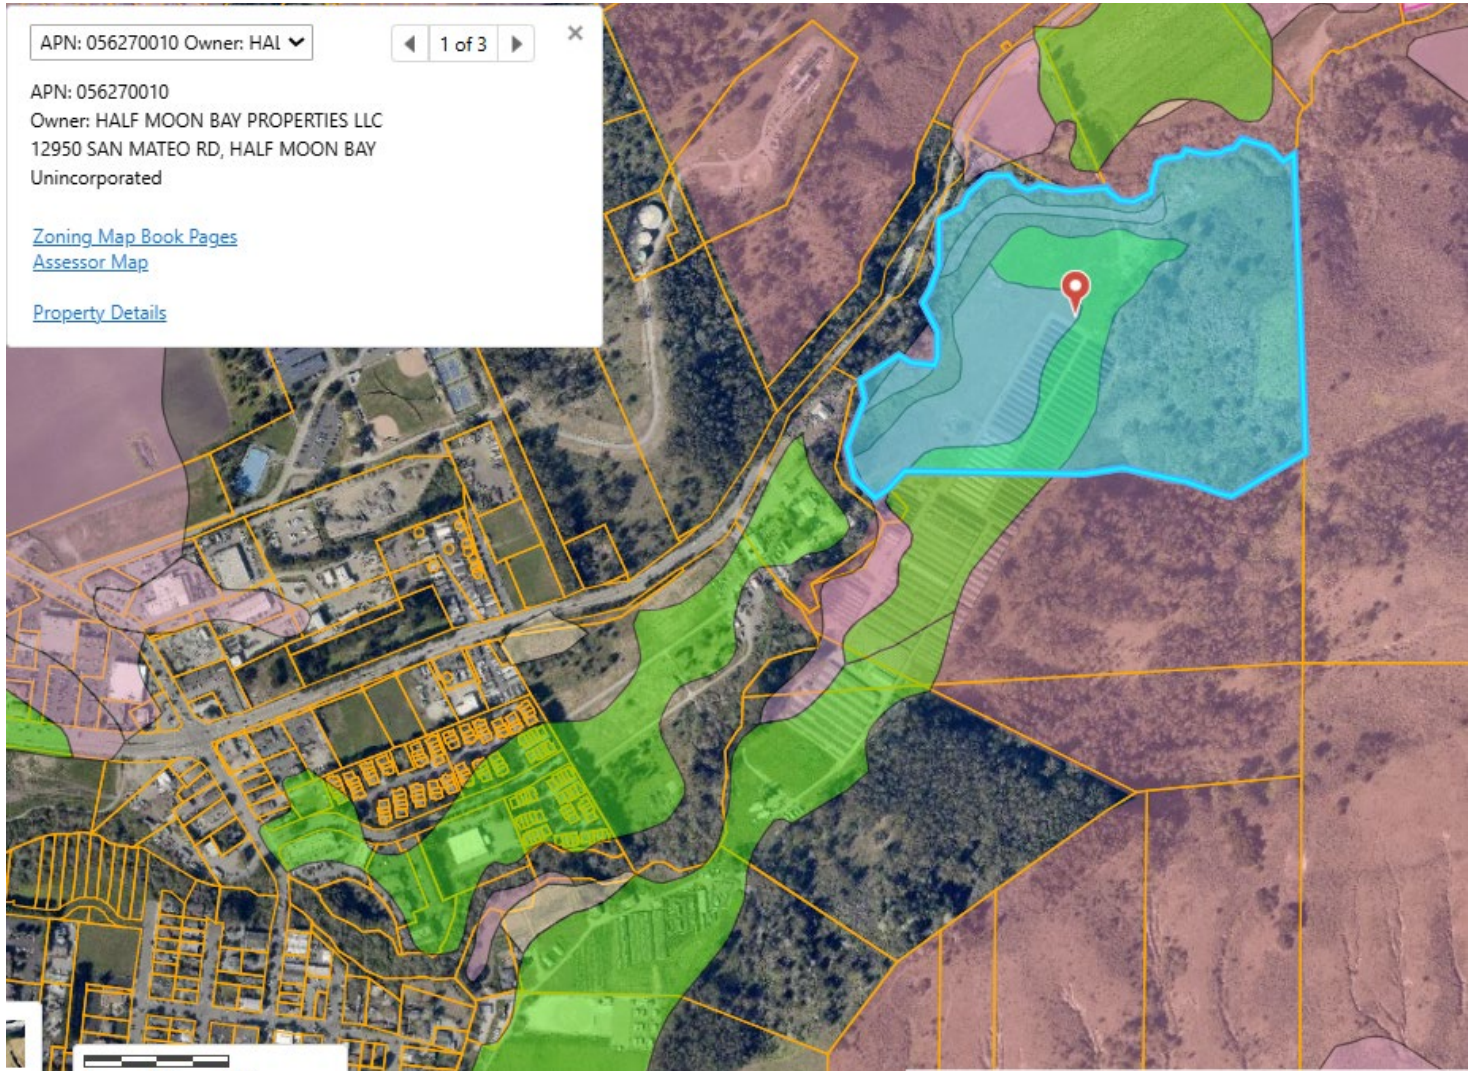 APN: 056270010 Owner: HAL
1 of 3
APN: 056270010
Owner: HALF MOON BAY PROPERTIES LLC
12950 SAN MATEO RD, HALF MOON BAY
Unincorporated
Zoning Map Book Pages
Assessor Map
Property Details